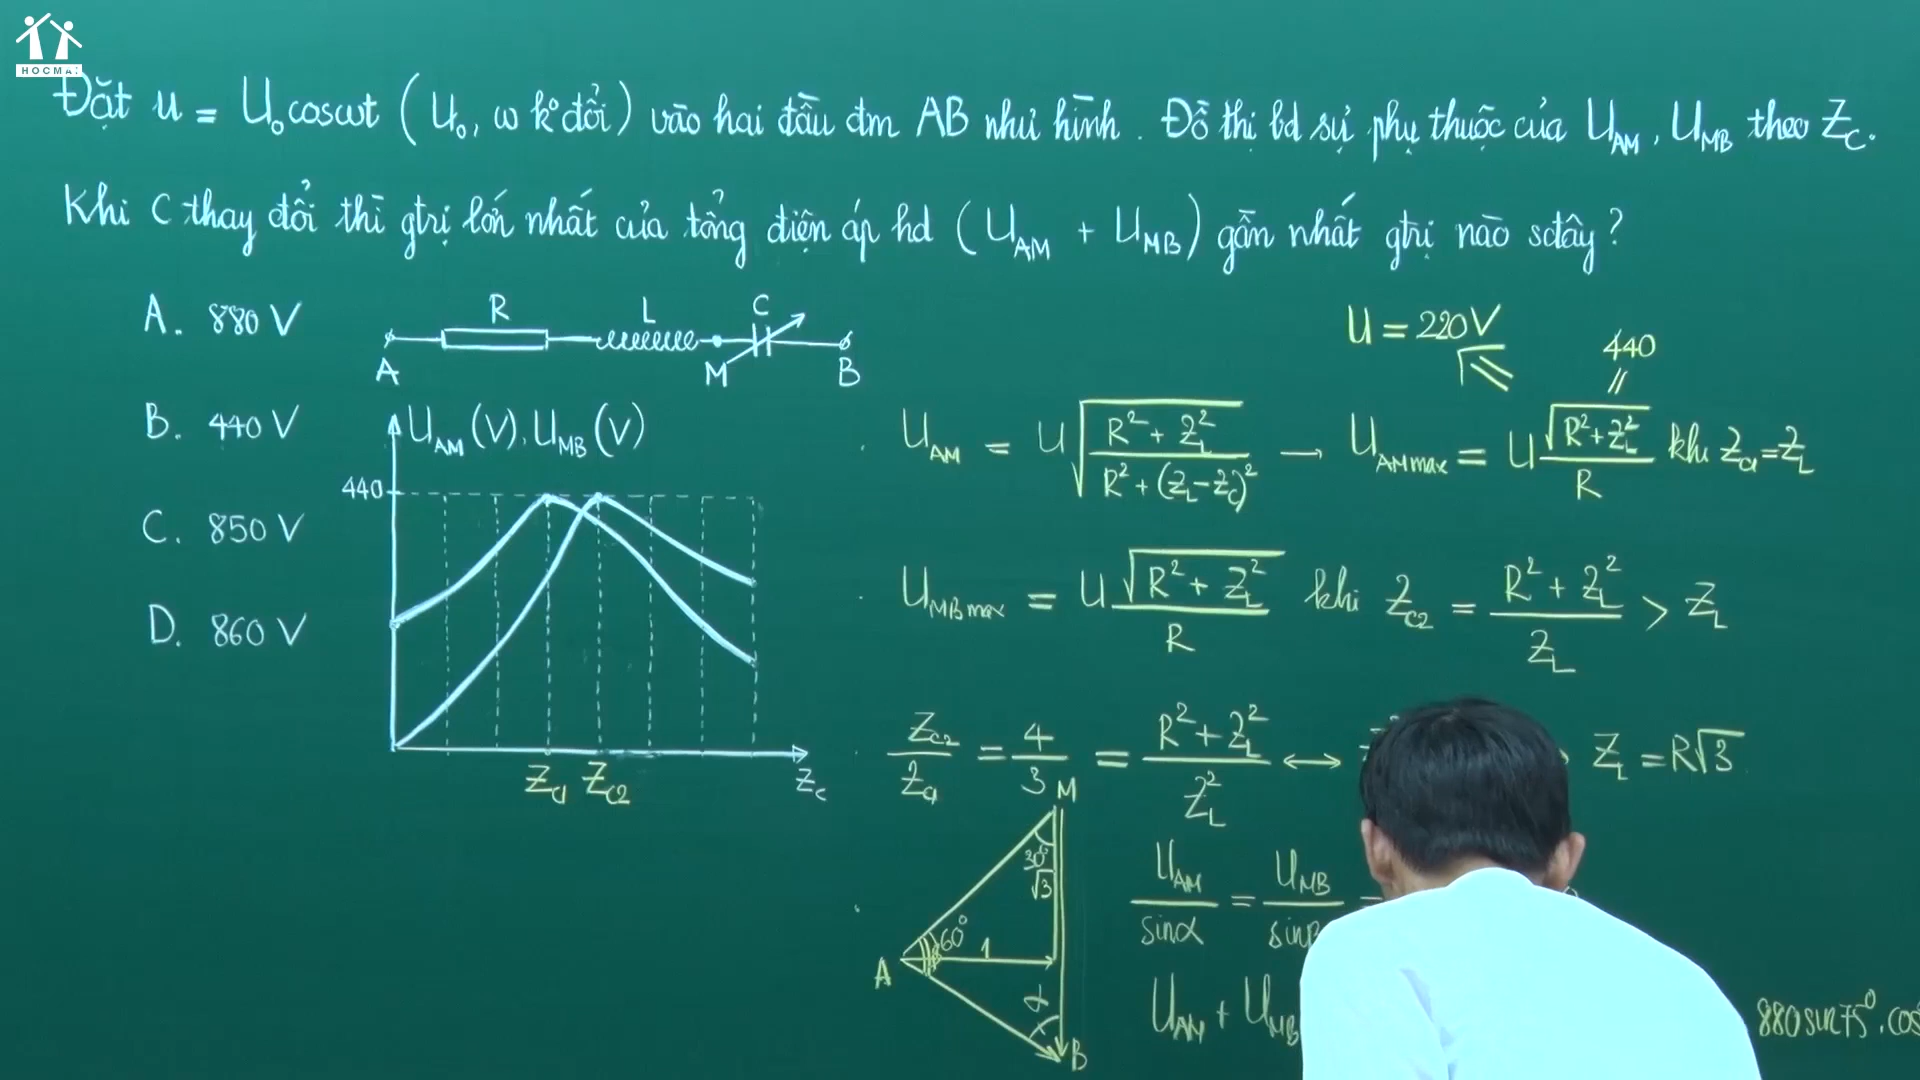 HOCMAI
Đặt u = U₀cosωt (U₀, ω kº đổi) vào hai đầu đm AB như hình. Đồ thị bd sự phụ thuộc của U_AM, U_MB theo Z_C.
Khi C thay đổi thì gtrị lớn nhất của tổng điện áp hd (U_AM + U_MB) gần nhất gtrị nào sđây?
A. 880 V
B. 440 V
C. 850 V
D. 860 V
R L C
A M B
U_AM (V), U_MB (V)
440
Z_C1 Z_C2 Z_C
U = 220V
440
//
U_AM = U√((R² + Z_L²)/(R² + (Z_L - Z_C)²)) → U_AMmax = U √(R² + Z_L²)/R khi Z_C1 = Z_L
U_MBmax = U √(R² + Z_L²)/R khi Z_C2 = (R² + Z_L²)/Z_L > Z_L
Z_C2/Z_C1 = 4/3 = (R² + Z_L²)/Z_L² ↔ Z_L = R√3
M
30°
√3
60°
1
A
α
B
U_AM/sinα = U_MB/sinβ =
U_AM + U_MB
880 sin75°.cos